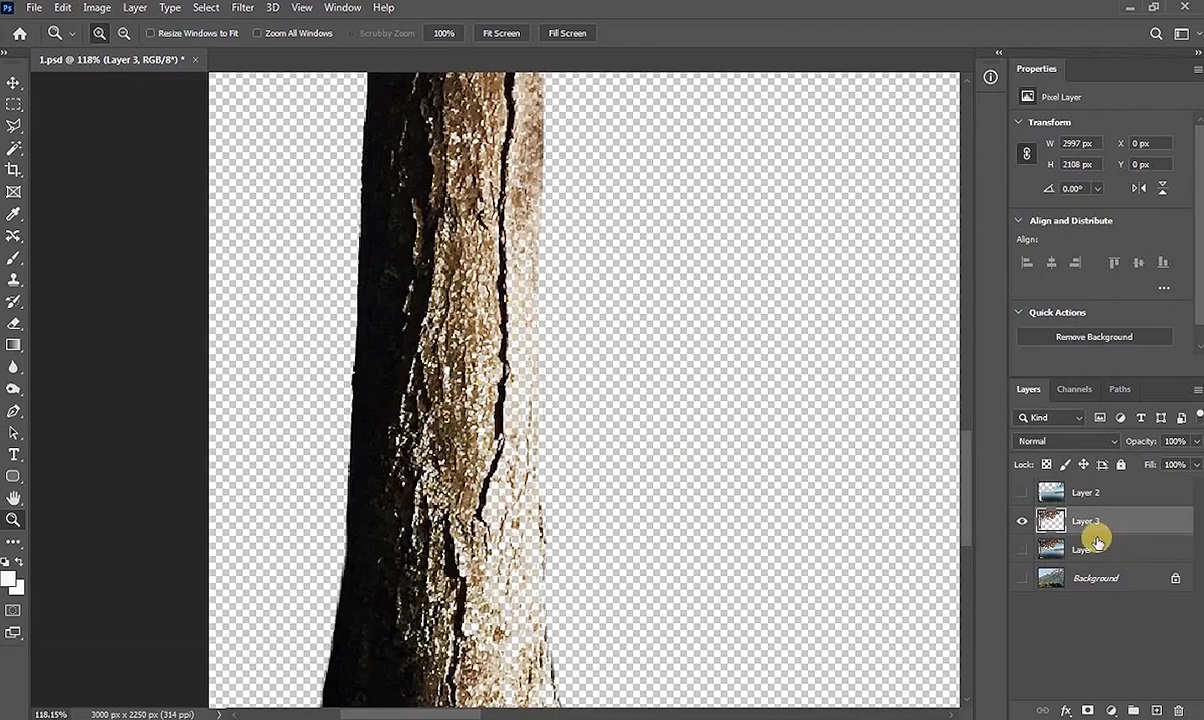 Ps File Edit Image Layer Type Select Filter 3D View Window Help
Resize Windows to Fit Zoom All Windows Scrubby Zoom 100% Fit Screen Fill Screen
1.psd @ 118% (Layer 3, RGB/8*) * ×
Properties
Pixel Layer
Transform
W 2997 px X 0 px
H 2108 px Y 0 px
0.00°
Align and Distribute
Align:
Quick Actions
Remove Background
Layers Channels Paths
Kind
Normal Opacity: 100%
Lock: Fill: 100%
Layer 2
Layer 3
Layer
Background
118.15% 3000 px x 2250 px (314 ppi)